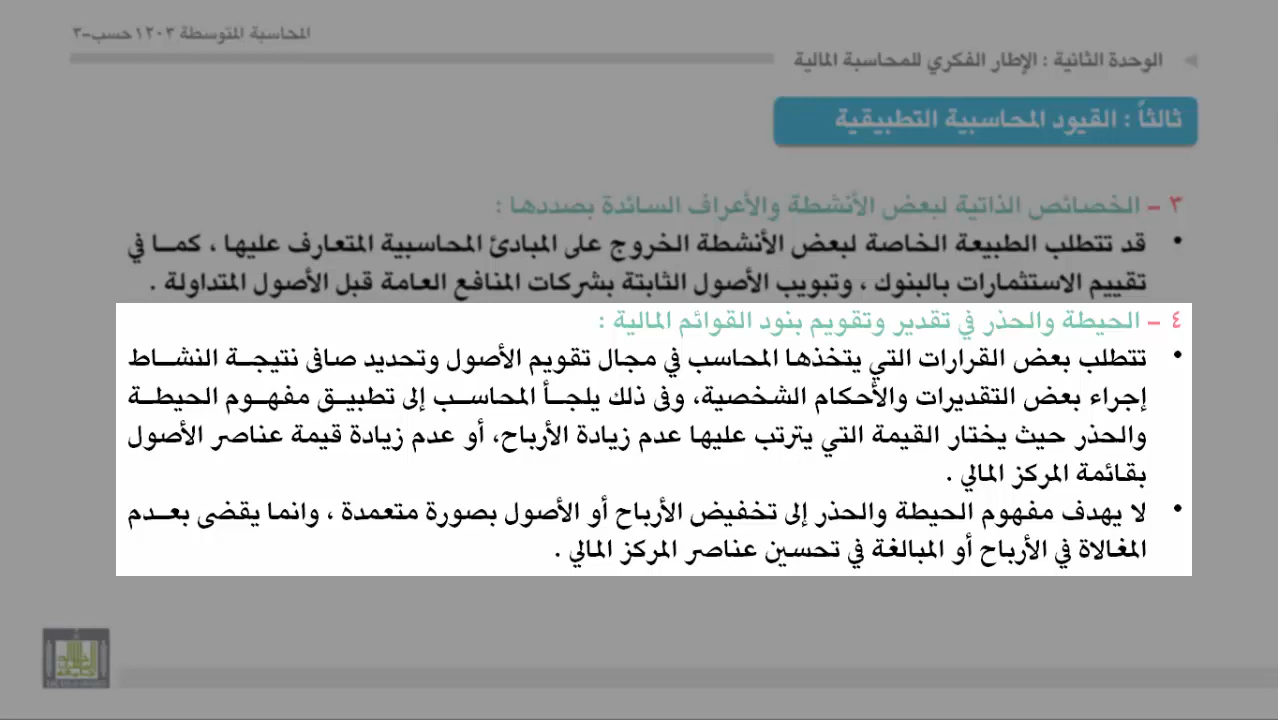 المحاسبة المتوسطة ١٢٠٣ حسب-٣
الوحدة الثانية : الإطار الفكري للمحاسبة المالية
ثالثاً : القيود المحاسبية التطبيقية
٣ - الخصائص الذاتية لبعض الأنشطة والأعراف السائدة بصددها :
• قد تتطلب الطبيعة الخاصة لبعض الأنشطة الخروج على المبادئ المحاسبية المتعارف عليها ، كما في
تقييم الاستثمارات بالبنوك ، وتبويب الأصول الثابتة بشركات المنافع العامة قبل الأصول المتداولة .
٤ - الحيطة والحذر في تقدير وتقويم بنود القوائم المالية :
• تتطلب بعض القرارات التي يتخذها المحاسب في مجال تقويم الأصول وتحديد صافى نتيجة النشاط
إجراء بعض التقديرات والأحكام الشخصية، وفى ذلك يلجأ المحاسب إلى تطبيق مفهوم الحيطة
والحذر حيث يختار القيمة التي يترتب عليها عدم زيادة الأرباح، أو عدم زيادة قيمة عناصر الأصول
بقائمة المركز المالي .
• لا يهدف مفهوم الحيطة والحذر إلى تخفيض الأرباح أو الأصول بصورة متعمدة ، وانما يقضى بعدم
المغالاة في الأرباح أو المبالغة في تحسين عناصر المركز المالي .